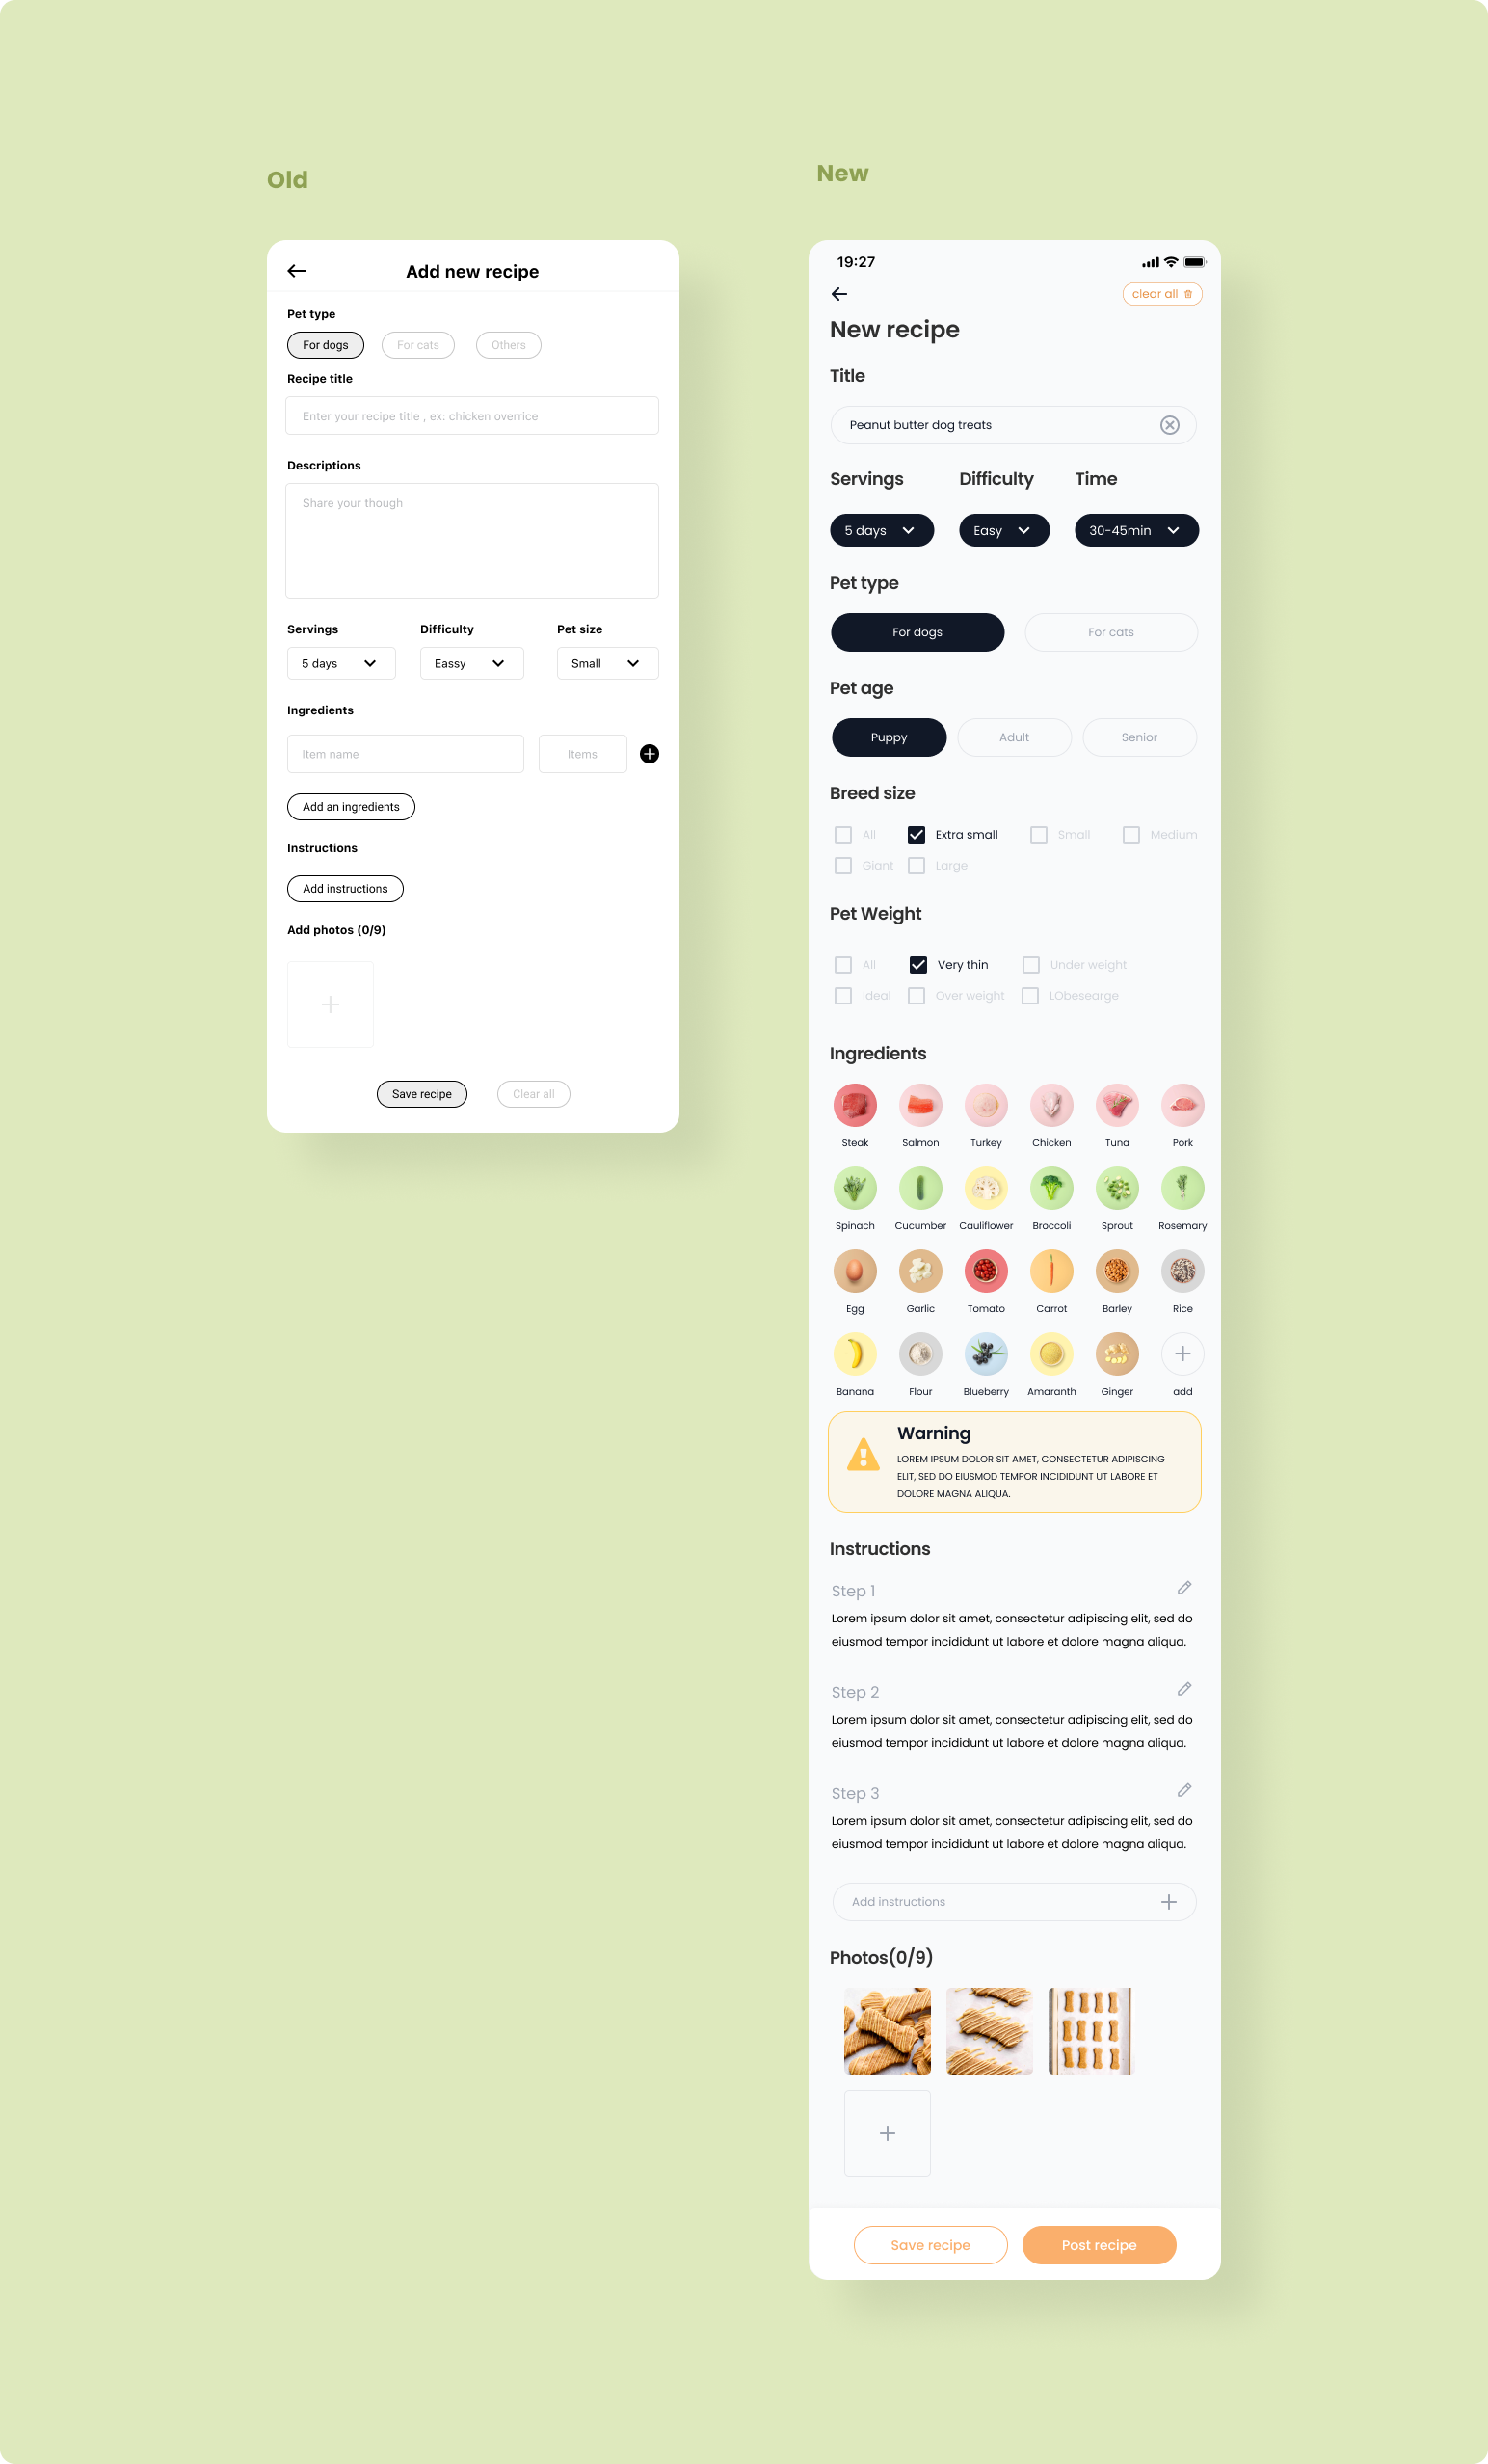 Old
Add new recipe
Pet type
For dogs For cats Others
Recipe title
Enter your recipe title , ex: chicken overrice
Descriptions
Share your though
Servings Difficulty Pet size
5 days Eassy Small
Ingredients
Item name Items
Add an ingredients
Instructions
Add instructions
Add photos (0/9)
Save recipe Clear all
New
19:27
clear all
New recipe
Title
Peanut butter dog treats
Servings Difficulty Time
5 days Easy 30-45min
Pet type
For dogs For cats
Pet age
Puppy Adult Senior
Breed size
All Extra small Small Medium
Giant Large
Pet Weight
All Very thin Under weight
Ideal Over weight LObesearge
Ingredients
Steak Salmon Turkey Chicken Tuna Pork
Spinach Cucumber Cauliflower Broccoli Sprout Rosemary
Egg Garlic Tomato Carrot Barley Rice
Banana Flour Blueberry Amaranth Ginger add
Warning
LOREM IPSUM DOLOR SIT AMET, CONSECTETUR ADIPISCING
ELIT, SED DO EIUSMOD TEMPOR INCIDIDUNT UT LABORE ET
DOLORE MAGNA ALIQUA.
Instructions
Step 1
Lorem ipsum dolor sit amet, consectetur adipiscing elit, sed do
eiusmod tempor incididunt ut labore et dolore magna aliqua.
Step 2
Lorem ipsum dolor sit amet, consectetur adipiscing elit, sed do
eiusmod tempor incididunt ut labore et dolore magna aliqua.
Step 3
Lorem ipsum dolor sit amet, consectetur adipiscing elit, sed do
eiusmod tempor incididunt ut labore et dolore magna aliqua.
Add instructions
Photos(0/9)
Save recipe Post recipe